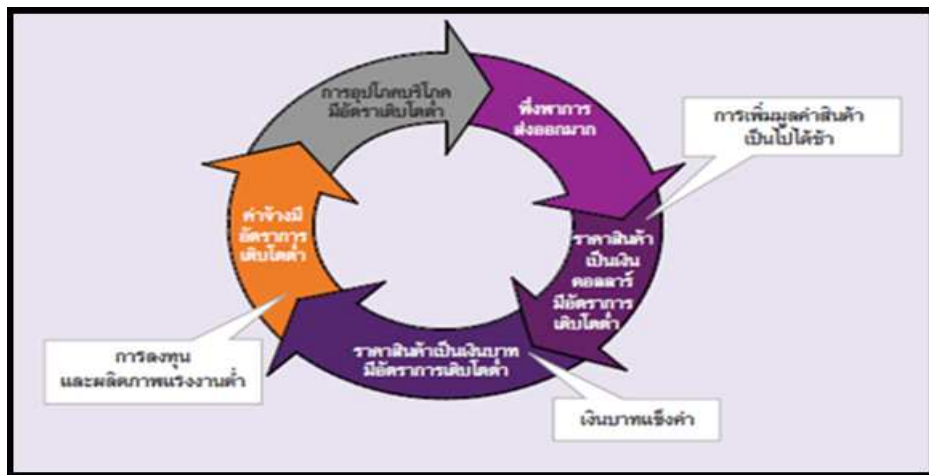 การอุปโภคบริโภค
มีอัตราเติบโตต่ำ
พึ่งพาการ
ส่งออกมาก
การเพิ่มมูลค่าสินค้า
เป็นไปได้ช้า
ราคาสินค้า
เป็นเงิน
ดอลลาร์
มีอัตราการ
เติบโตต่ำ
เงินบาทแข็งค่า
ราคาสินค้าเป็นเงินบาท
มีอัตราการเติบโตต่ำ
การลงทุน
และผลิตภาพแรงงานต่ำ
ค่าจ้างมี
อัตราการ
เติบโตต่ำ